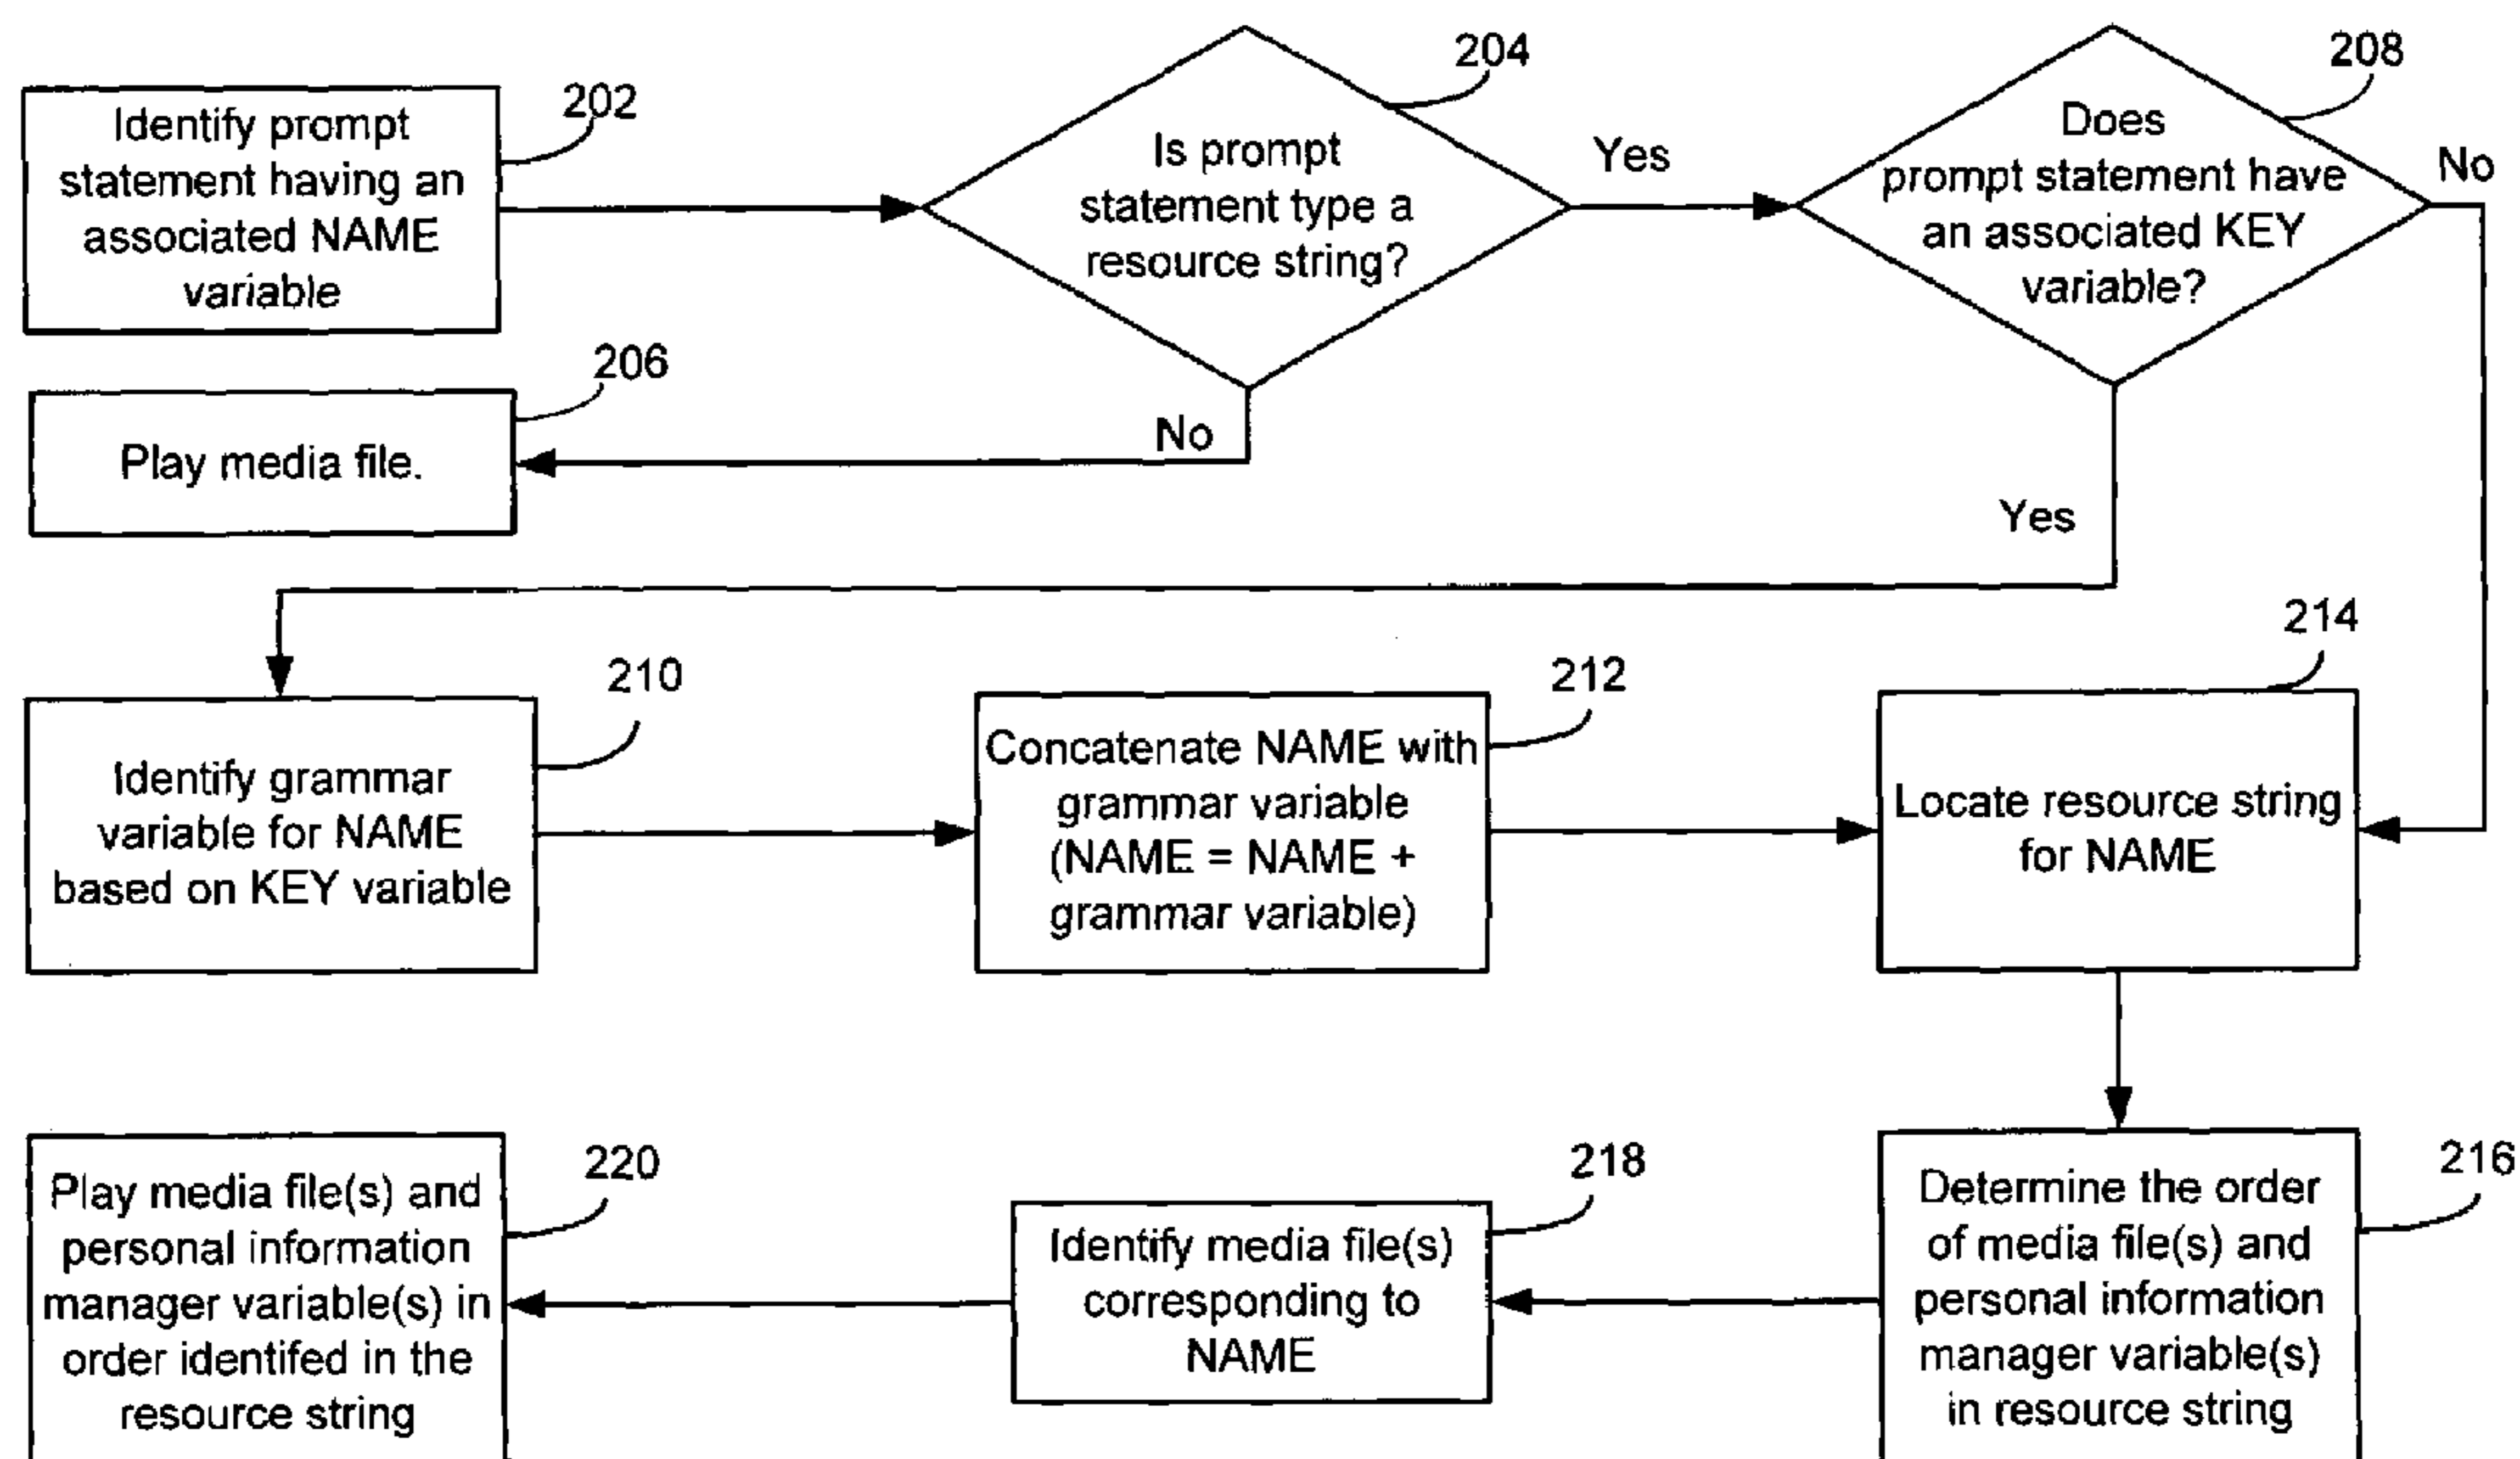 202
Identify prompt
statement having an
associated NAME
variable
204
Is prompt
statement type a
resource string?
Yes
208
Does
prompt statement have
an associated KEY
variable?
No
206
Play media file.
No
Yes
210
Identify grammar
variable for NAME
based on KEY variable
212
Concatenate NAME with
grammar variable
(NAME = NAME +
grammar variable)
214
Locate resource string
for NAME
220
Play media file(s) and
personal information
manager variable(s) in
order identifed in the
resource string
218
Identify media file(s)
corresponding to
NAME
216
Determine the order
of media file(s) and
personal information
manager variable(s)
in resource string